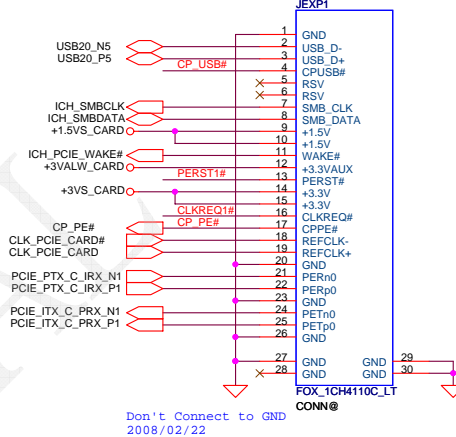 JEXP1
1 GND
USB20_N5 2 USB_D-
USB20_P5 3 USB_D+
CP_USB# 4 CPUSB#
5 RSV
6 RSV
ICH_SMBCLK 7 SMB_CLK
ICH_SMBDATA 8 SMB_DATA
+1.5VS_CARD 9 +1.5V
10 +1.5V
ICH_PCIE_WAKE# 11 WAKE#
+3VALW_CARD 12 +3.3VAUX
PERST1# 13 PERST#
+3VS_CARD 14 +3.3V
15 +3.3V
CLKREQ1# 16 CLKREQ#
CP_PE# CP_PE# 17 CPPE#
CLK_PCIE_CARD# 18 REFCLK-
CLK_PCIE_CARD 19 REFCLK+
20 GND
PCIE_PTX_C_IRX_N1 21 PERn0
PCIE_PTX_C_IRX_P1 22 PERp0
23 GND
PCIE_ITX_C_PRX_N1 24 PETn0
PCIE_ITX_C_PRX_P1 25 PETp0
26 GND
27 GND GND 29
28 GND GND 30
FOX_1CH4110C_LT
CONN@
Don't Connect to GND
2008/02/22